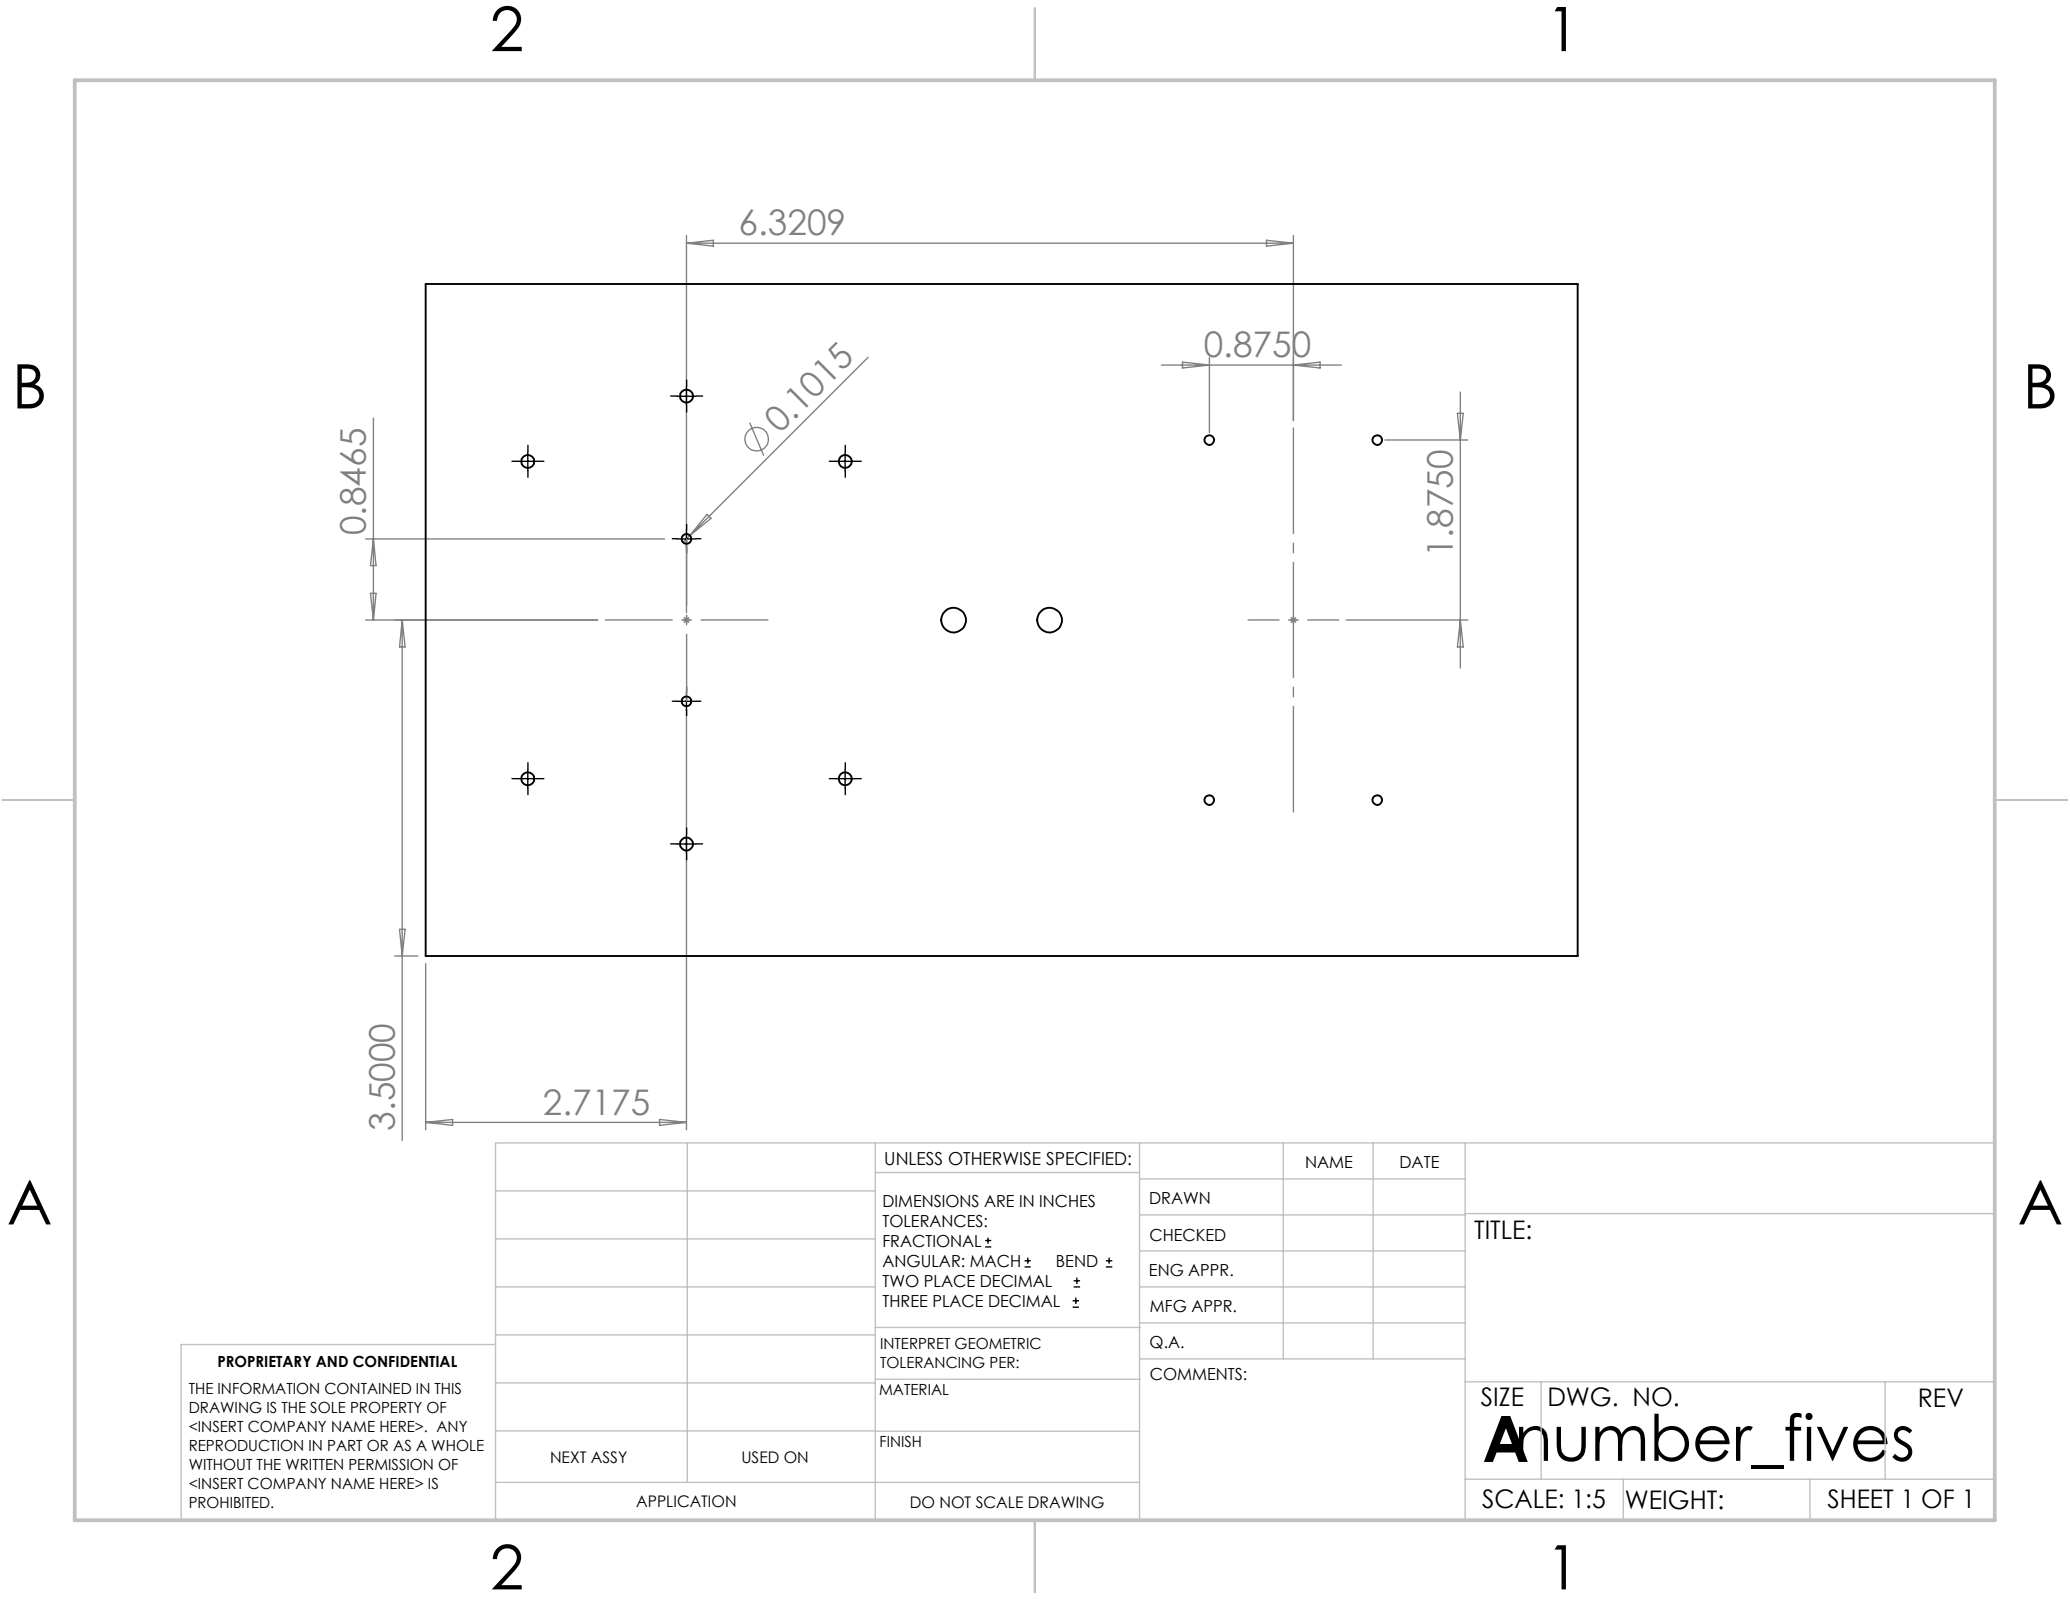 2
1
6.3209
B
0.8750
B
Ø0.1015
0.8465
1.8750
3.5000
2.7175
A
A
UNLESS OTHERWISE SPECIFIED:
DIMENSIONS ARE IN INCHES
TOLERANCES:
FRACTIONAL ±
ANGULAR: MACH ± BEND ±
TWO PLACE DECIMAL ±
THREE PLACE DECIMAL ±
INTERPRET GEOMETRIC
TOLERANCING PER:
MATERIAL
FINISH
DO NOT SCALE DRAWING
NAME
DATE
DRAWN
CHECKED
ENG APPR.
MFG APPR.
Q.A.
COMMENTS:
TITLE:
SIZE
DWG. NO.
REV
A
number_fives
SCALE: 1:5
WEIGHT:
SHEET 1 OF 1
PROPRIETARY AND CONFIDENTIAL
THE INFORMATION CONTAINED IN THIS
DRAWING IS THE SOLE PROPERTY OF
<INSERT COMPANY NAME HERE>. ANY
REPRODUCTION IN PART OR AS A WHOLE
WITHOUT THE WRITTEN PERMISSION OF
<INSERT COMPANY NAME HERE> IS
PROHIBITED.
NEXT ASSY
USED ON
APPLICATION
2
1